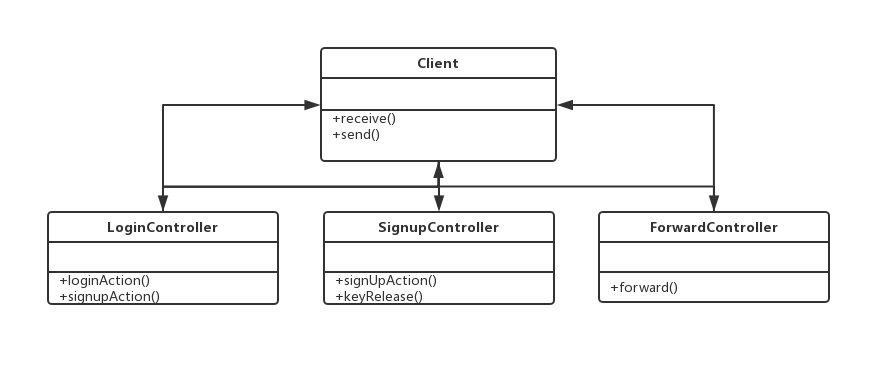 Client
+receive()
+send()
LoginController
+loginAction()
+signupAction()
SignupController
+signUpAction()
+keyRelease()
ForwardController
+forward()